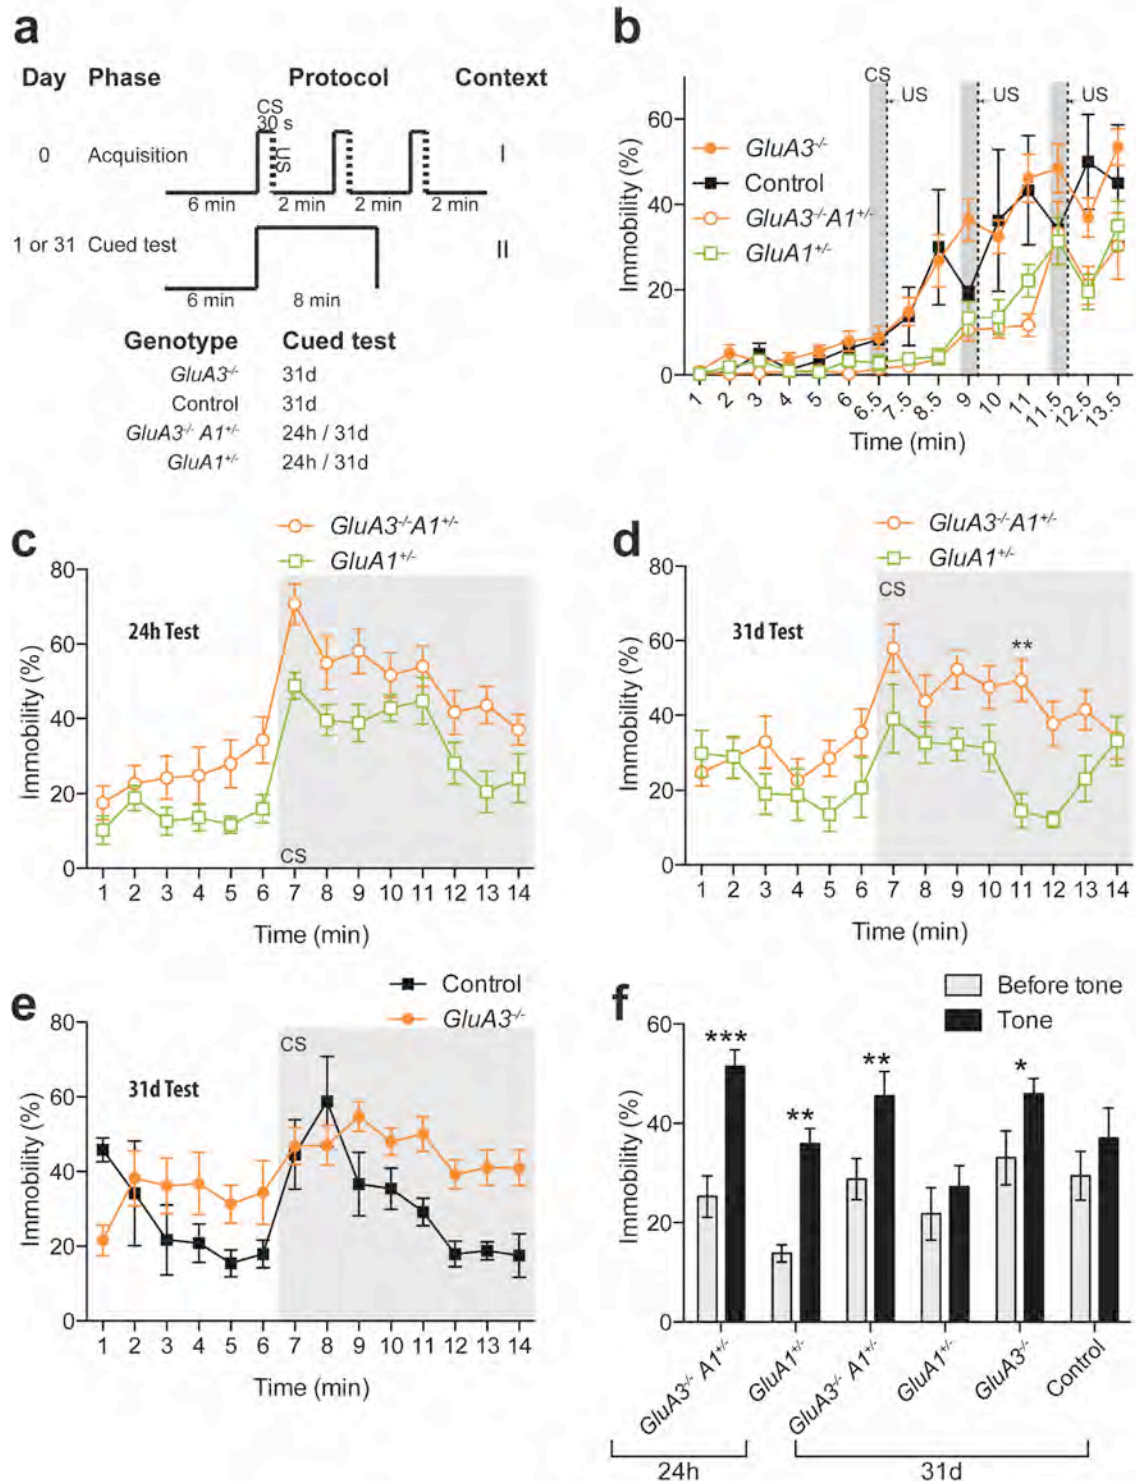 a
Day Phase Protocol Context
CS
30 s
US
0 Acquisition I
6 min 2 min 2 min 2 min
1 or 31 Cued test II
6 min 8 min
Genotype Cued test
GluA3-/- 31d
Control 31d
GluA3-/- A1+/- 24h / 31d
GluA1+/- 24h / 31d
b
CS
US US US
GluA3-/-
Control
GluA3-/-A1+/-
GluA1+/-
Immobility (%)
60
40
20
0
1 2 3 4 5 6 6.5 7.5 8.5 9 10 11 11.5 12.5 13.5
Time (min)
c
GluA3-/-A1+/-
GluA1+/-
24h Test
Immobility (%)
80
60
40
20
0
CS
1 2 3 4 5 6 7 8 9 10 11 12 13 14
Time (min)
d
GluA3-/-A1+/-
GluA1+/-
CS
31d Test
**
Immobility (%)
80
60
40
20
0
1 2 3 4 5 6 7 8 9 10 11 12 13 14
Time (min)
e
Control
GluA3-/-
CS
31d Test
Immobility (%)
80
60
40
20
0
1 2 3 4 5 6 7 8 9 10 11 12 13 14
Time (min)
f
Before tone
Tone
*** ** ** *
Immobility (%)
60
40
20
0
GluA3-/- A1+/-
GluA1+/-
GluA3-/- A1+/-
GluA1+/-
GluA3-/-
Control
24h 31d